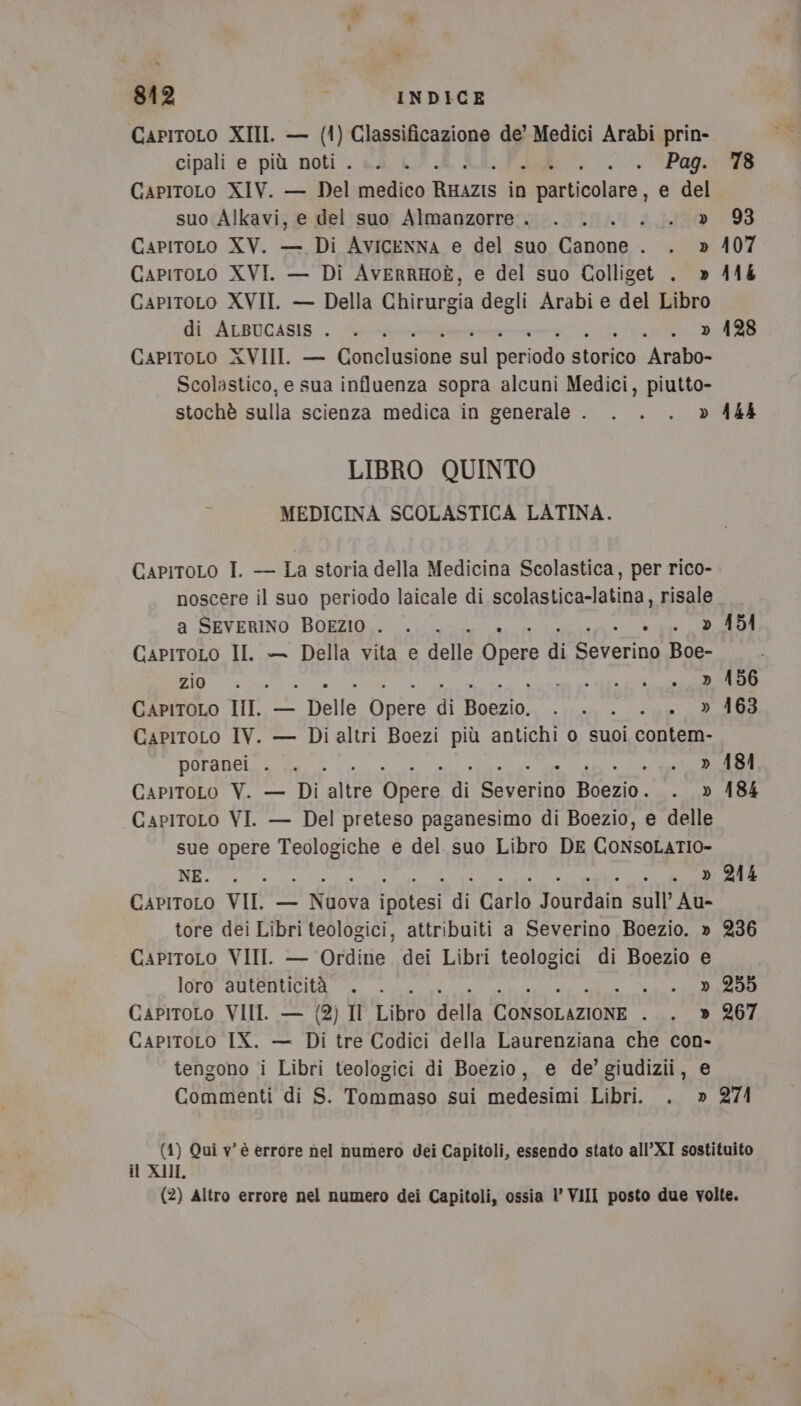 812 INDICE
CAPITOLO XIII. — (1) Classificazione de' Medici Arabi prin-
cipali e più noti . . . . . . . . . . . . Pag. 78
CAPITOLO XIV. — Del medico RHAZIS in particolare, e del
suo Alkavi, e del suo Almanzorre . . . . . . . » 93
CAPITOLO XV. — Di AVICENNA e del suo Canone . . » 107
CAPITOLO XVI. — Di AVERRHOÈ, e del suo Colliget . » 114
CAPITOLO XVII. — Della Chirurgia degli Arabi e del Libro
di ALBUCASIS . . . . . . . . . . . . . » 128
CAPITOLO XVIII. — Conclusione sul periodo storico Arabo-
Scolastico, e sua influenza sopra alcuni Medici, piutto-
stochè sulla scienza medica in generale . . . . » 144
LIBRO QUINTO
MEDICINA SCOLASTICA LATINA.
CAPITOLO I. — La storia della Medicina Scolastica, per rico-
noscere il suo periodo laicale di scolastica-latina, risale
a SEVERINO BOEZIO . . . . . . . . . . . » 151
CAPITOLO II. — Della vita e delle Opere di Severino Boe-
zio . . . . . . . . . . . . . . . . » 156
CAPITOLO III. — Delle Opere di Boezio. . . . . . » 163
CAPITOLO IV. — Di altri Boezi più antichi o suoi contem-
poranei . . . . . . . . . . . . . . . » 181
CAPITOLO V. — Di altre Opere di Severino Boezio. . » 184
CAPITOLO VI. — Del preteso paganesimo di Boezio, e delle
sue opere Teologiche e del suo Libro DE CONSOLATIO-
NE. . . . . . . . . . . . . . . . . » 214
CAPITOLO VII. — Nuova ipotesi di Carlo Jourdain sull' Au-
tore dei Libri teologici, attribuiti a Severino Boezio. » 236
CAPITOLO VIII. — Ordine dei Libri teologici di Boezio e
loro autenticità . . . . . . . . . . . . » 255
CAPITOLO VIII. — (2) Il Libro della CONSOLAZIONE . . » 267
CAPITOLO IX. — Di tre Codici della Laurenziana che con-
tengono i Libri teologici di Boezio, e de' giudizii, e
Commenti di S. Tommaso sui medesimi Libri. . » 271
(1) Qui v'è errore nel numero dei Capitoli, essendo stato all'XI sostituito
il XIII.
(2) Altro errore nel numero dei Capitoli, ossia l' VIII posto due volte.